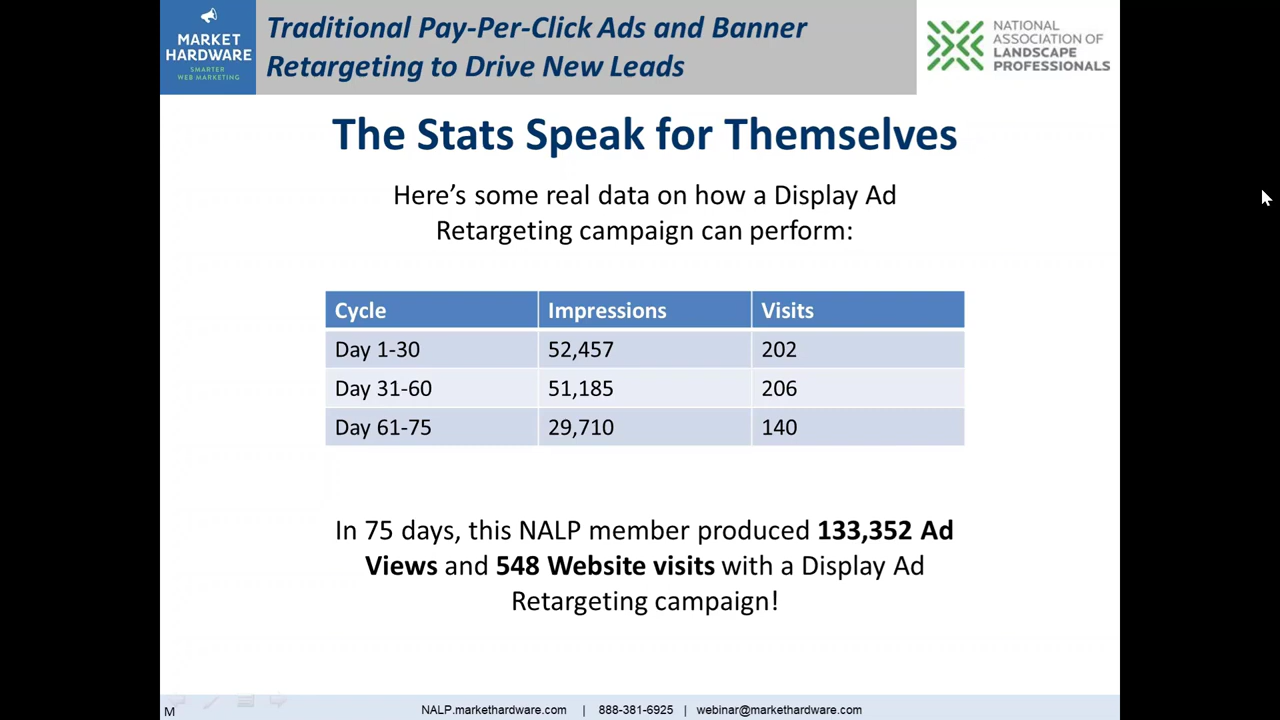 MARKET
HARDWARE
SMARTER
WEB MARKETING
Traditional Pay-Per-Click Ads and Banner
Retargeting to Drive New Leads
NATIONAL
ASSOCIATION OF
LANDSCAPE
PROFESSIONALS
The Stats Speak for Themselves
Here's some real data on how a Display Ad
Retargeting campaign can perform:
Cycle Impressions Visits
Day 1-30 52,457 202
Day 31-60 51,185 206
Day 61-75 29,710 140
In 75 days, this NALP member produced 133,352 Ad
Views and 548 Website visits with a Display Ad
Retargeting campaign!
M
NALP.markethardware.com | 888-381-6925 | webinar@markethardware.com